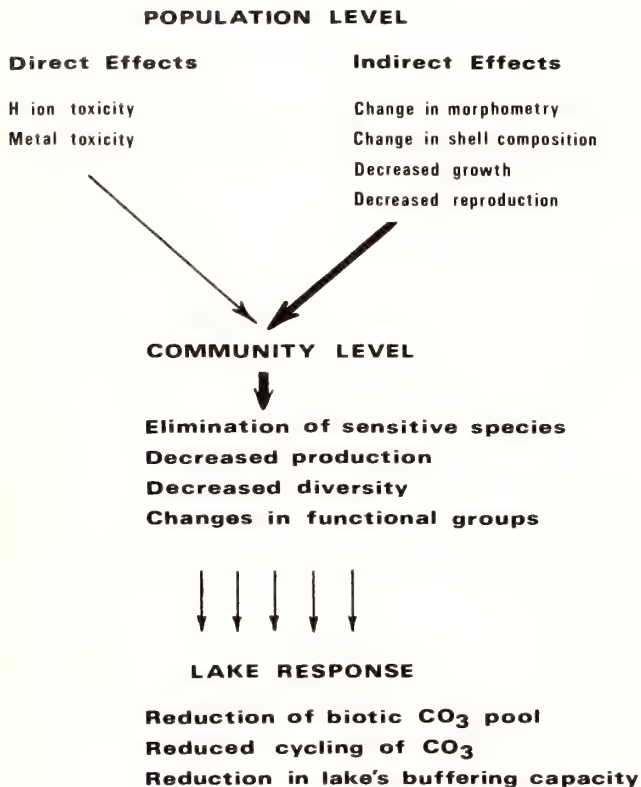 POPULATION LEVEL
Direct Effects
H ion toxicity
Metal toxicity
Indirect Effects
Change in morphometry
Change in shell composition
Decreased growth
Decreased reproduction
COMMUNITY LEVEL
Elimination of sensitive species
Decreased production
Decreased diversity
Changes in functional groups
LAKE RESPONSE
Reduction of biotic CO₃ pool
Reduced cycling of CO₃
Reduction in lake's buffering capacity